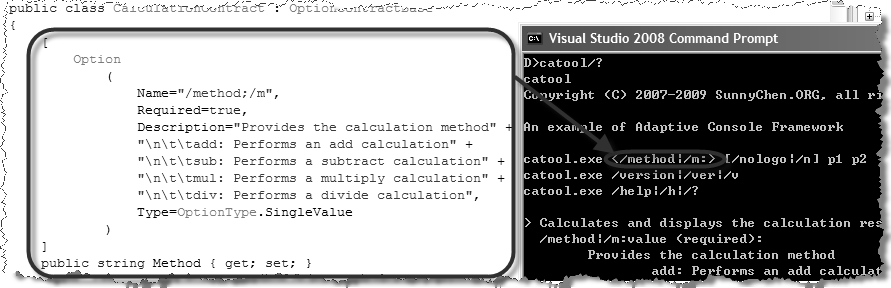 public class CalculationContract : OptionContractBase
{
[
Option
(
Name="/method;/m",
Required=true,
Description="Provides the calculation method" +
"\n\t\tadd: Performs an add calculation" +
"\n\t\tsub: Performs a subtract calculation" +
"\n\t\tmul: Performs a multiply calculation" +
"\n\t\tdiv: Performs a divide calculation",
Type=OptionType.SingleValue
)
]
public string Method { get; set; }
C:\ Visual Studio 2008 Command Prompt
D>catool/?
catool
Copyright (C) 2007-2009 SunnyChen.ORG, all ri
An example of Adaptive Console Framework
catool.exe </method¦/m:> [/nologo¦/n] p1 p2
catool.exe /version¦/ver¦/v
catool.exe /help¦/h¦/?
> Calculates and displays the calculation res
/method¦/m:value (required):
Provides the calculation method
add: Performs an add calculat